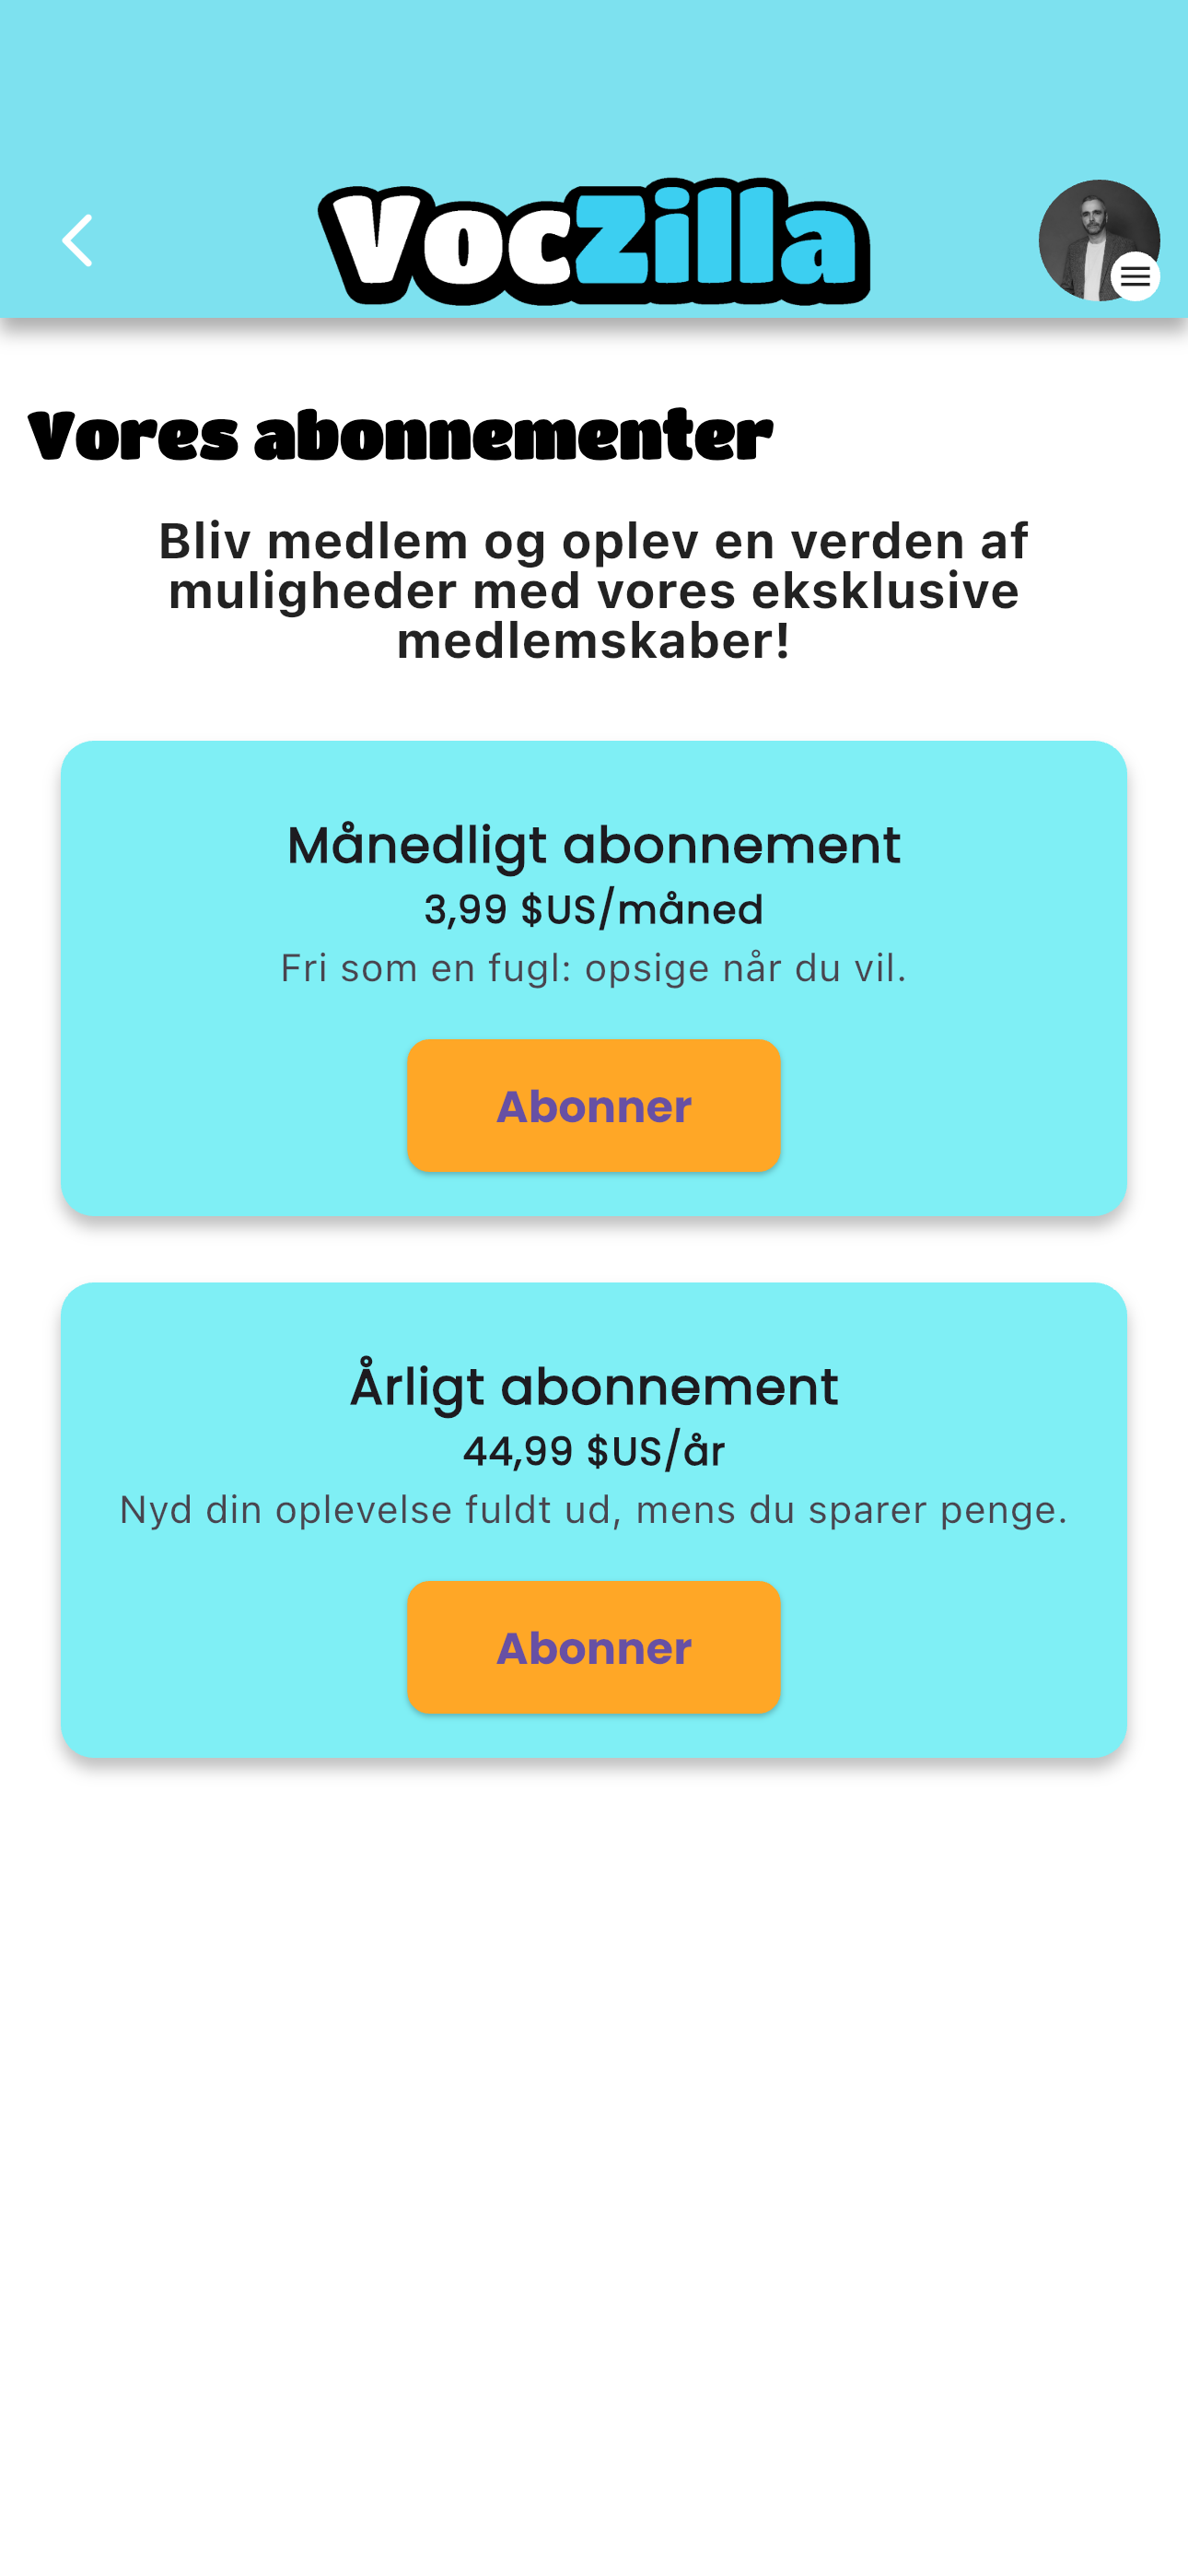 VocZilla
Vores abonnementer
Bliv medlem og oplev en verden af
muligheder med vores eksklusive
medlemskaber!
Månedligt abonnement
3,99 $US/måned
Fri som en fugl: opsige når du vil.
Abonner
Årligt abonnement
44,99 $US/år
Nyd din oplevelse fuldt ud, mens du sparer penge.
Abonner